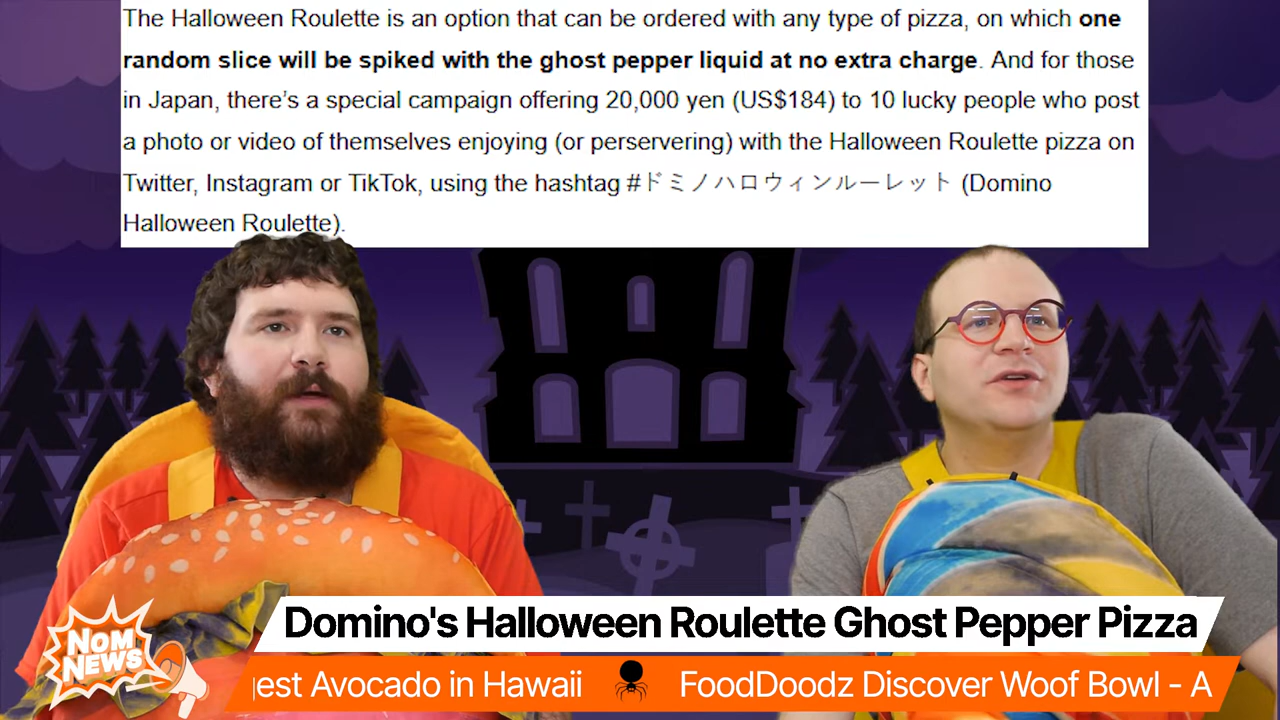 The Halloween Roulette is an option that can be ordered with any type of pizza, on which one
random slice will be spiked with the ghost pepper liquid at no extra charge. And for those
in Japan, there's a special campaign offering 20,000 yen (US$184) to 10 lucky people who post
a photo or video of themselves enjoying (or perservering) with the Halloween Roulette pizza on
Twitter, Instagram or TikTok, using the hashtag #ドミノハロウィンルーレット (Domino
Halloween Roulette).
Domino's Halloween Roulette Ghost Pepper Pizza
NOM
NEWS
est Avocado in Hawaii FoodDoodz Discover Woof Bowl - A